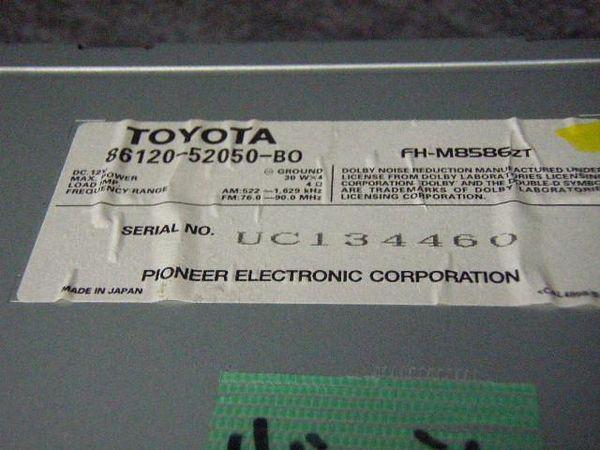 TOYOTA
86120-52050-B0 FH-M8586ZT
DC 12V GROUND
MAX. POWER 20 W×4
LOAD IMP. 4 Ω
FREQUENCY RANGE AM:522 – 1,629 kHz
FM:76.0 – 90.0 MHz
DOLBY NOISE REDUCTION MANUFACTURED UNDER
LICENSE FROM DOLBY LABORATORIES LICENSING
CORPORATION. DOLBY AND THE DOUBLE-D SYMBOL
ARE TRADEMARKS OF DOLBY LABORATORIES
LICENSING CORPORATION.
SERIAL NO. UC134460
PIONEER ELECTRONIC CORPORATION
MADE IN JAPAN